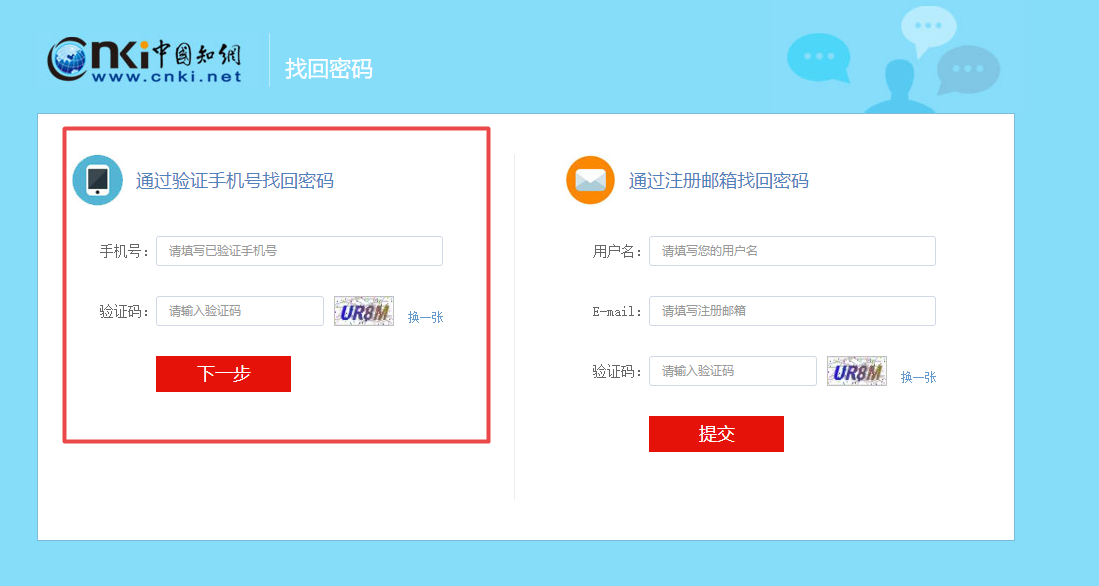 Cnki中国知網
www.cnki.net
找回密码
通过验证手机号找回密码
手机号： 请填写已验证手机号
验证码： 请输入验证码 UR8M 换一张
下一步
通过注册邮箱找回密码
用户名： 请填写您的用户名
E-mail： 请填写注册邮箱
验证码： 请输入验证码 UR8M 换一张
提交